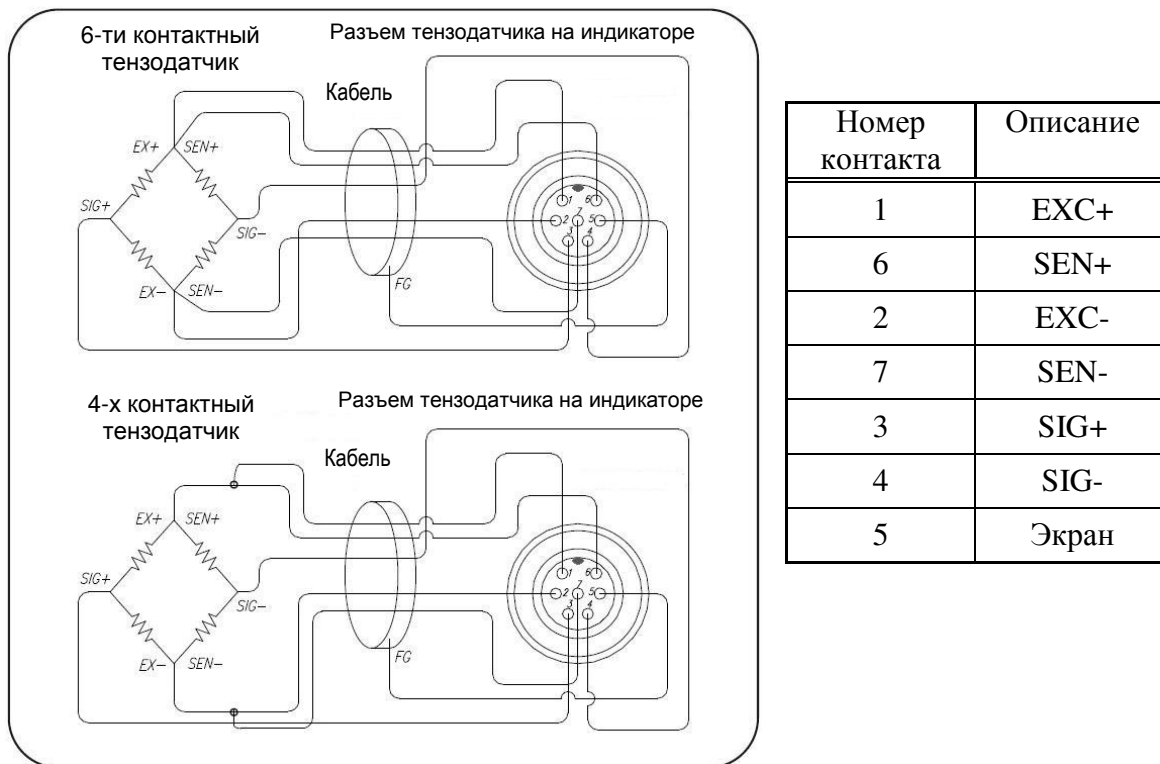 6-ти контактный
тензодатчик
Разъем тензодатчика на индикаторе
Кабель
EX+
SEN+
SIG+
SIG−
EX−
SEN−
FG
1
6
2
7
5
3
4
4-х контактный
тензодатчик
Разъем тензодатчика на индикаторе
Кабель
EX+
SEN+
SIG+
SIG−
EX−
SEN−
FG
1
6
2
7
5
3
4
Номер контакта Описание
1 EXC+
6 SEN+
2 EXC-
7 SEN-
3 SIG+
4 SIG-
5 Экран